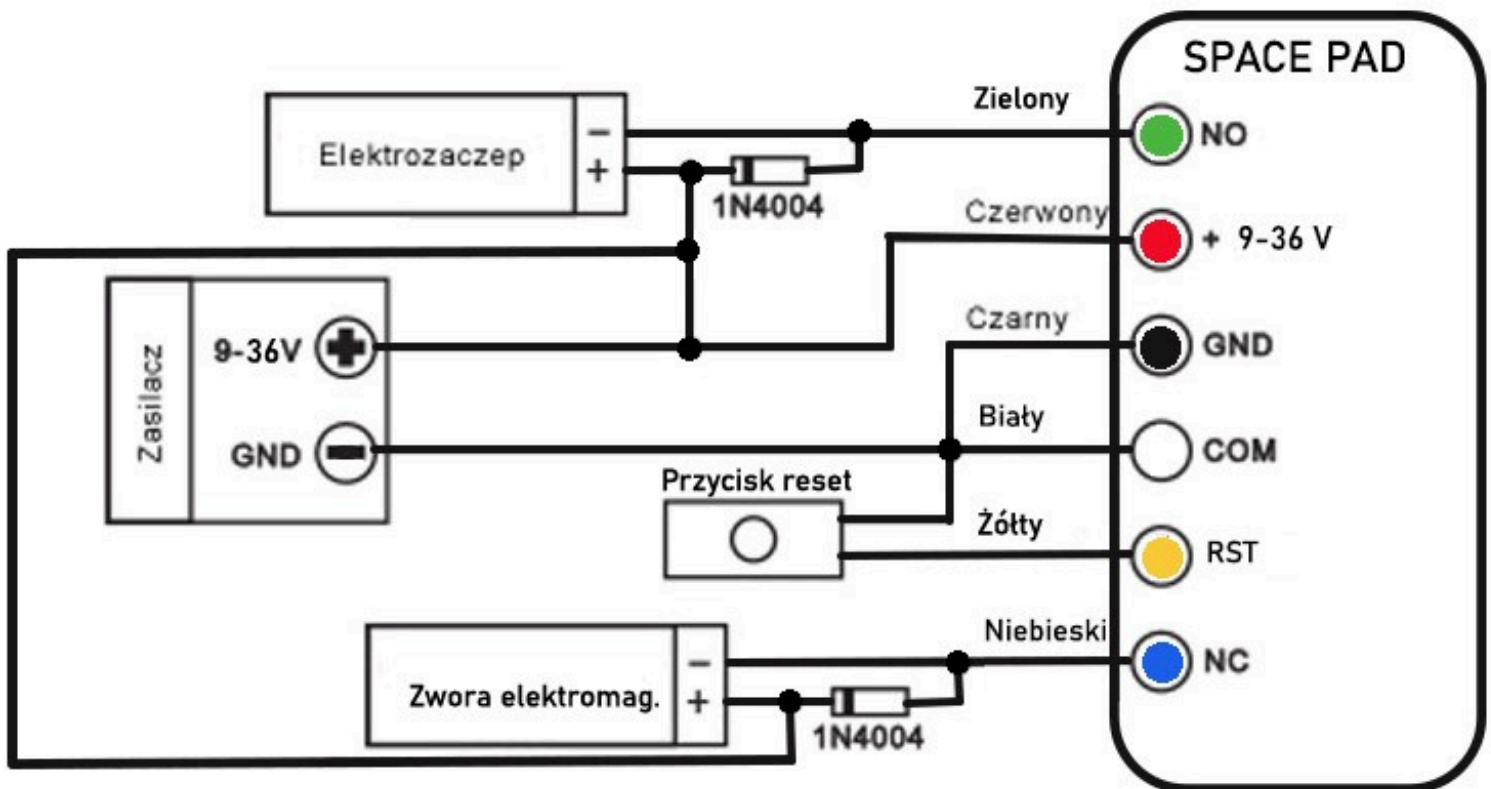 SPACE PAD
Zielony
NO
Elektrozaczep
−
+
1N4004
Czerwony
+ 9-36 V
Czarny
GND
Zasilacz
9-36V
+
GND
−
Biały
COM
Przycisk reset
Żółty
RST
Niebieski
NC
Zwora elektromag.
−
+
1N4004